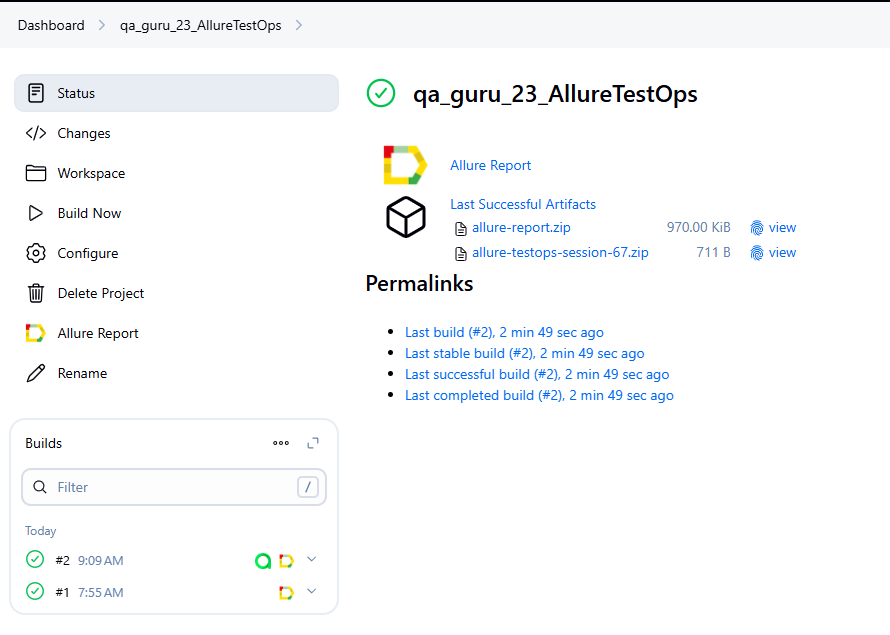 Dashboard > qa_guru_23_AllureTestOps >
Status
Changes
Workspace
Build Now
Configure
Delete Project
Allure Report
Rename
Builds
Filter /
Today
#2 9:09 AM
#1 7:55 AM
qa_guru_23_AllureTestOps
Allure Report
Last Successful Artifacts
allure-report.zip 970.00 KiB view
allure-testops-session-67.zip 711 B view
Permalinks
Last build (#2), 2 min 49 sec ago
Last stable build (#2), 2 min 49 sec ago
Last successful build (#2), 2 min 49 sec ago
Last completed build (#2), 2 min 49 sec ago